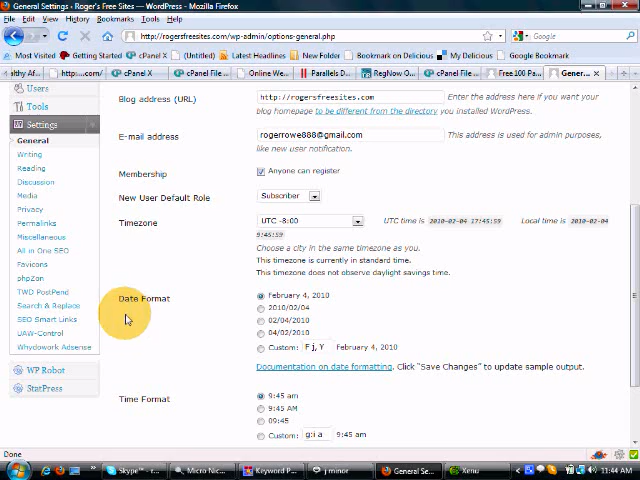 General Settings ‹ Roger's Free Sites — WordPress - Mozilla Firefox
File Edit View History Bookmarks Tools Help
http://rogersfreesites.com/wp-admin/options-general.php
Google
Most Visited Getting Started Latest Headlines cPanel X (Untitled) Install Bookmarks New Folder Bookmark on Delicious My Delicious Google Bookmark
ealthy Af... http:....com/ cPanel X cPanel File ... Online We... Parallels D... RegNow Of... cPanel File ... Free 100 Pa... Gener...
Users
Tools
Settings
General
Writing
Reading
Discussion
Media
Privacy
Permalinks
Miscellaneous
All in One SEO
Favicons
phpZon
TWD PostPend
Search & Replace
SEO Smart Links
UAW-Control
Whydowork Adsense
WP Robot
StatPress
Blog address (URL) http://rogersfreesites.com Enter the address here if you want your
blog homepage to be different from the directory you installed WordPress.
E-mail address rogerrowe888@gmail.com This address is used for admin purposes,
like new user notification.
Membership Anyone can register
New User Default Role Subscriber
Timezone UTC -8:00 UTC time is 2010-02-04 17:45:59 Local time is 2010-02-04
9:45:59
Choose a city in the same timezone as you.
This timezone is currently in standard time.
This timezone does not observe daylight savings time.
Date Format February 4, 2010
2010/02/04
02/04/2010
04/02/2010
Custom: F j, Y February 4, 2010
Documentation on date formatting. Click "Save Changes" to update sample output.
Time Format 9:45 am
9:45 AM
09:45
Custom: g:i a 9:45 am
Done
Skype™ - r... Micro Nic... Keyword P... j minor General Se... Xenu 11:44 AM